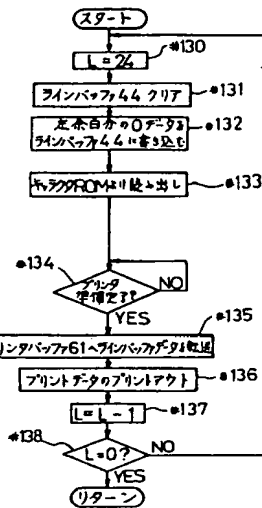 スタート
#130
L=24
#131
ラインバッファ44クリア
#132
左余白分の0データを
ラインバッファ44に書き込む
#133
キャラクタROMより読み出し
#134
プリンタ
準備完了?
NO
YES
#135
リンタバッファ61へラインバッファデータを転送
#136
プリントデータのプリントアウト
#137
L=L-1
#138
L=0?
NO
YES
リターン